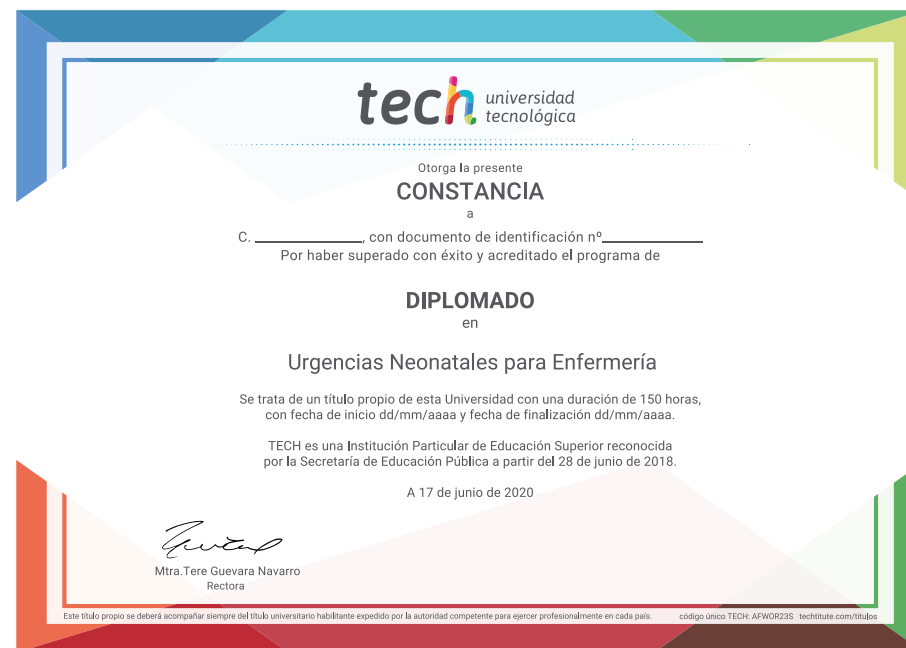 tech universidad
tecnológica
Otorga la presente
CONSTANCIA
a
C. ____________, con documento de identificación nº____________
Por haber superado con éxito y acreditado el programa de
DIPLOMADO
en
Urgencias Neonatales para Enfermería
Se trata de un título propio de esta Universidad con una duración de 150 horas,
con fecha de inicio dd/mm/aaaa y fecha de finalización dd/mm/aaaa.
TECH es una Institución Particular de Educación Superior reconocida
por la Secretaría de Educación Pública a partir del 28 de junio de 2018.
A 17 de junio de 2020
Mtra.Tere Guevara Navarro
Rectora
Este título propio se deberá acompañar siempre del título universitario habilitante expedido por la autoridad competente para ejercer profesionalmente en cada país. código único TECH: AFWOR23S techtitute.com/titulos